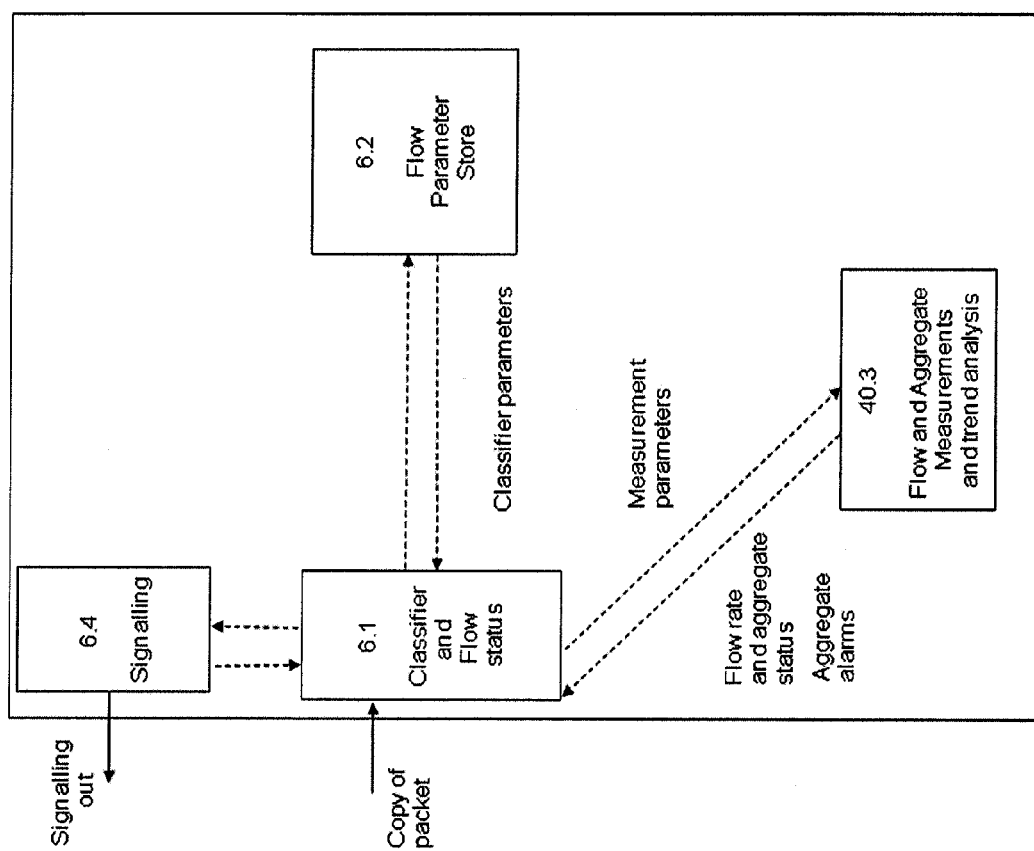 Signalling
out
6.4
Signalling
Copy of
packet
6.1
Classifier
and
Flow
status
Classifier parameters
6.2
Flow
Parameter
Store
Flow rate
and aggregate
status
Aggregate
alarms
Measurement
parameters
40.3
Flow and Aggregate
Measurements
and trend analysis